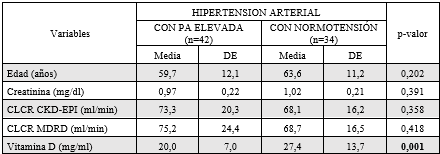 Variables HIPERTENSION ARTERIAL p-valor
CON PA ELEVADA (n=42) CON NORMOTENSIÓN (n=34)
Media DE Media DE
Edad (años) 59,7 12,1 63,6 11,2 0,202
Creatinina (mg/dl) 0,97 0,22 1,02 0,21 0,391
CLCR CKD-EPI (ml/min) 73,3 20,3 68,1 16,2 0,358
CLCR MDRD (ml/min) 75,2 24,4 68,7 16,5 0,418
Vitamina D (mg/ml) 20,0 7,0 27,4 13,7 0,001